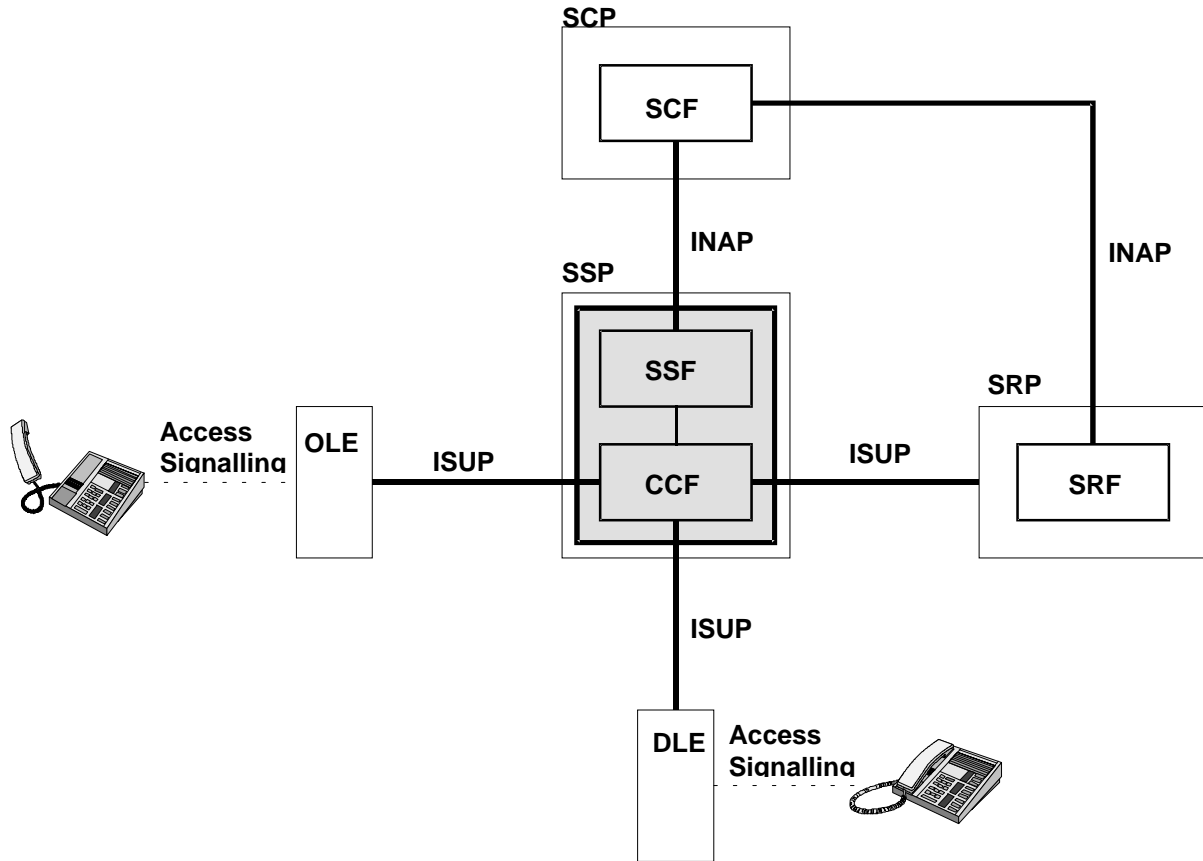 SCP
SCF
INAP
INAP
SSP
SSF
SRP
Access
Signalling
OLE
ISUP
CCF
ISUP
SRF
ISUP
DLE
Access
Signalling